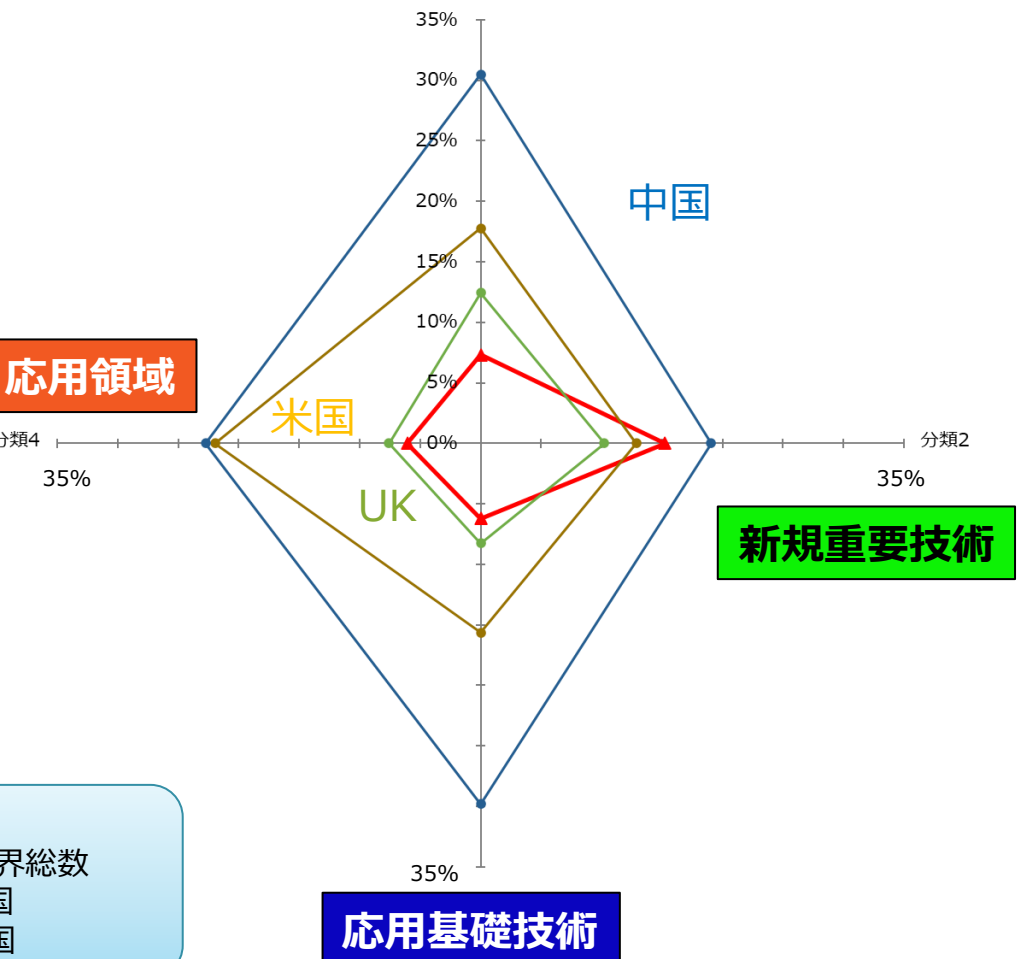 35%
30%
25%
20%
中国
15%
10%
応用領域
5%
米国
分類4
0%
分類2
35%
35%
UK
新規重要技術
界総数
35%
国
応用基礎技術
国